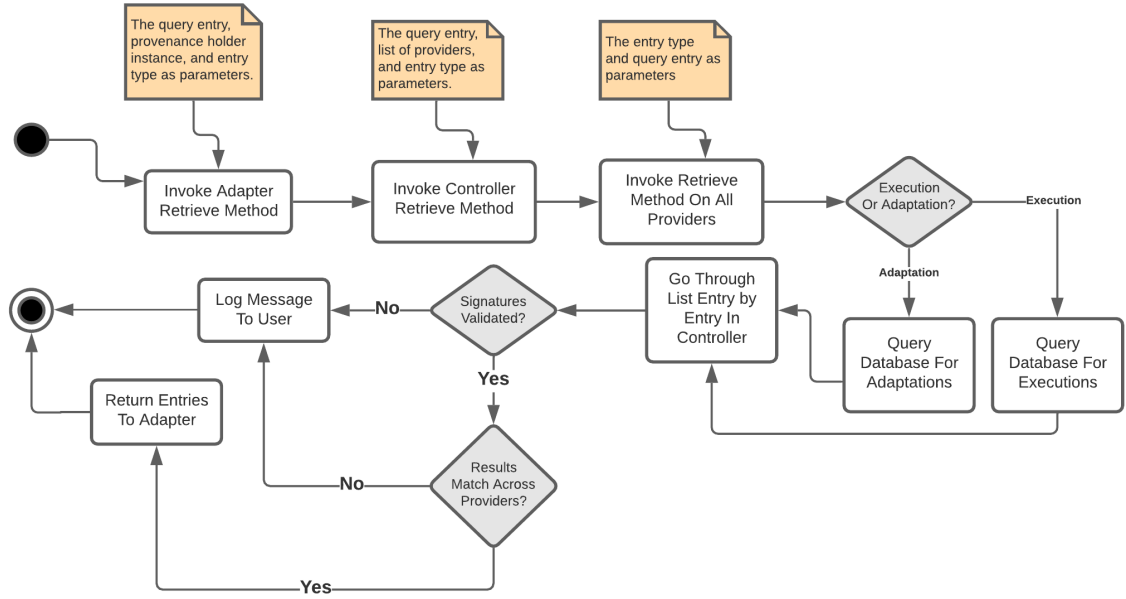 The query entry,
provenance holder
instance, and entry
type as parameters.
The query entry,
list of providers,
and entry type as
parameters.
The entry type
and query entry as
parameters
Invoke Adapter
Retrieve Method
Invoke Controller
Retrieve Method
Invoke Retrieve
Method On All
Providers
Execution
Or Adaptation?
Execution
Adaptation
Query
Database For
Adaptations
Query
Database For
Executions
Go Through
List Entry by
Entry In
Controller
Signatures
Validated?
No
Log Message
To User
Yes
Results
Match Across
Providers?
No
Yes
Return Entries
To Adapter